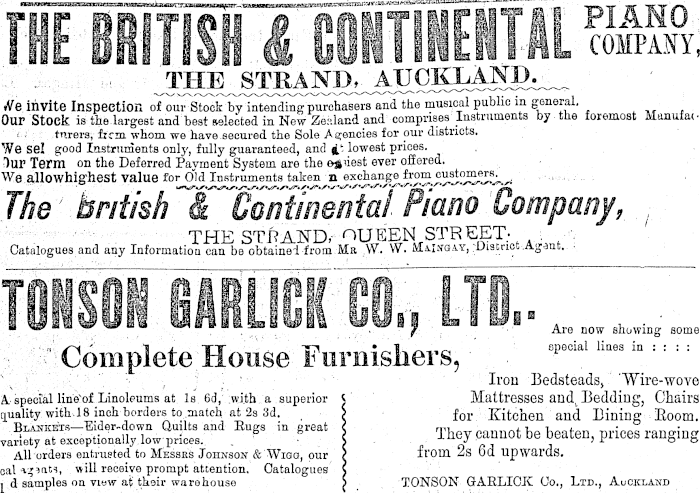 THE BRITISH & CONTINENTAL PIANO COMPANY,
THE STRAND, AUCKLAND.
We invite Inspection of our Stock by intending purchasers and the musical public in general.
Our Stock is the largest and best selected in New Zealand and comprises Instruments by the foremost Manufac-
turers, from whom we have secured the Sole Agencies for our districts.
We sel good Instruments only, fully guaranteed, and at lowest prices.
Our Term on the Deferred Payment System are the easiest ever offered.
We allowhighest value for Old Instruments taken in exchange from customers.
The British & Continental Piano Company,
THE STRAND, QUEEN STREET.
Catalogues and any Information can be obtained from Mr W. W. Maingay, District Agent.
TONSON GARLICK CO., LTD.
Complete House Furnishers,
A special line of Linoleums at 1s 6d, with a superior
quality with 18 inch borders to match at 2s 3d.
Blankets—Eider-down Quilts and Rugs in great
variety at exceptionally low prices.
All orders entrusted to Messrs Johnson & Wigg, our
cal agents, will receive prompt attention. Catalogues
d samples on view at their warehouse
Are now showing some
special lines in : : : :
Iron Bedsteads, Wire-wove
Mattresses and Bedding, Chairs
for Kitchen and Dining Room.
They cannot be beaten, prices ranging
from 2s 6d upwards.
TONSON GARLICK Co., Ltd., Auckland